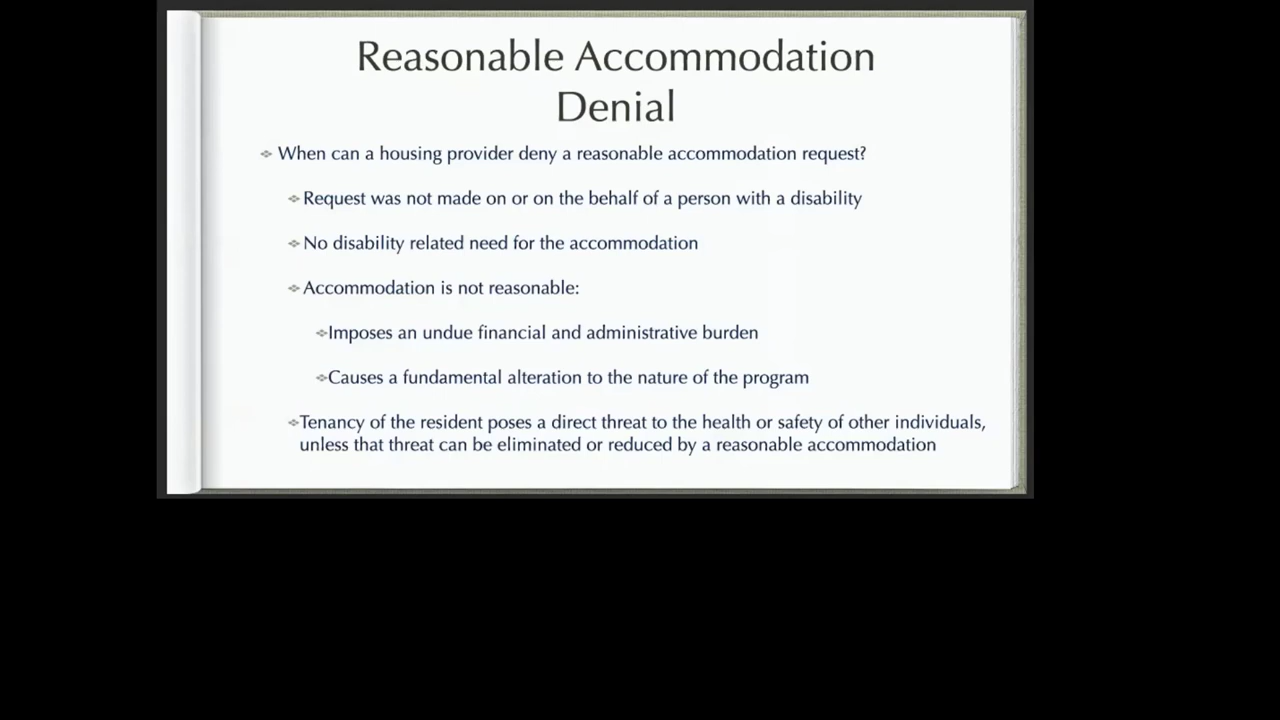 Reasonable Accommodation
Denial
When can a housing provider deny a reasonable accommodation request?
Request was not made on or on the behalf of a person with a disability
No disability related need for the accommodation
Accommodation is not reasonable:
Imposes an undue financial and administrative burden
Causes a fundamental alteration to the nature of the program
Tenancy of the resident poses a direct threat to the health or safety of other individuals,
unless that threat can be eliminated or reduced by a reasonable accommodation